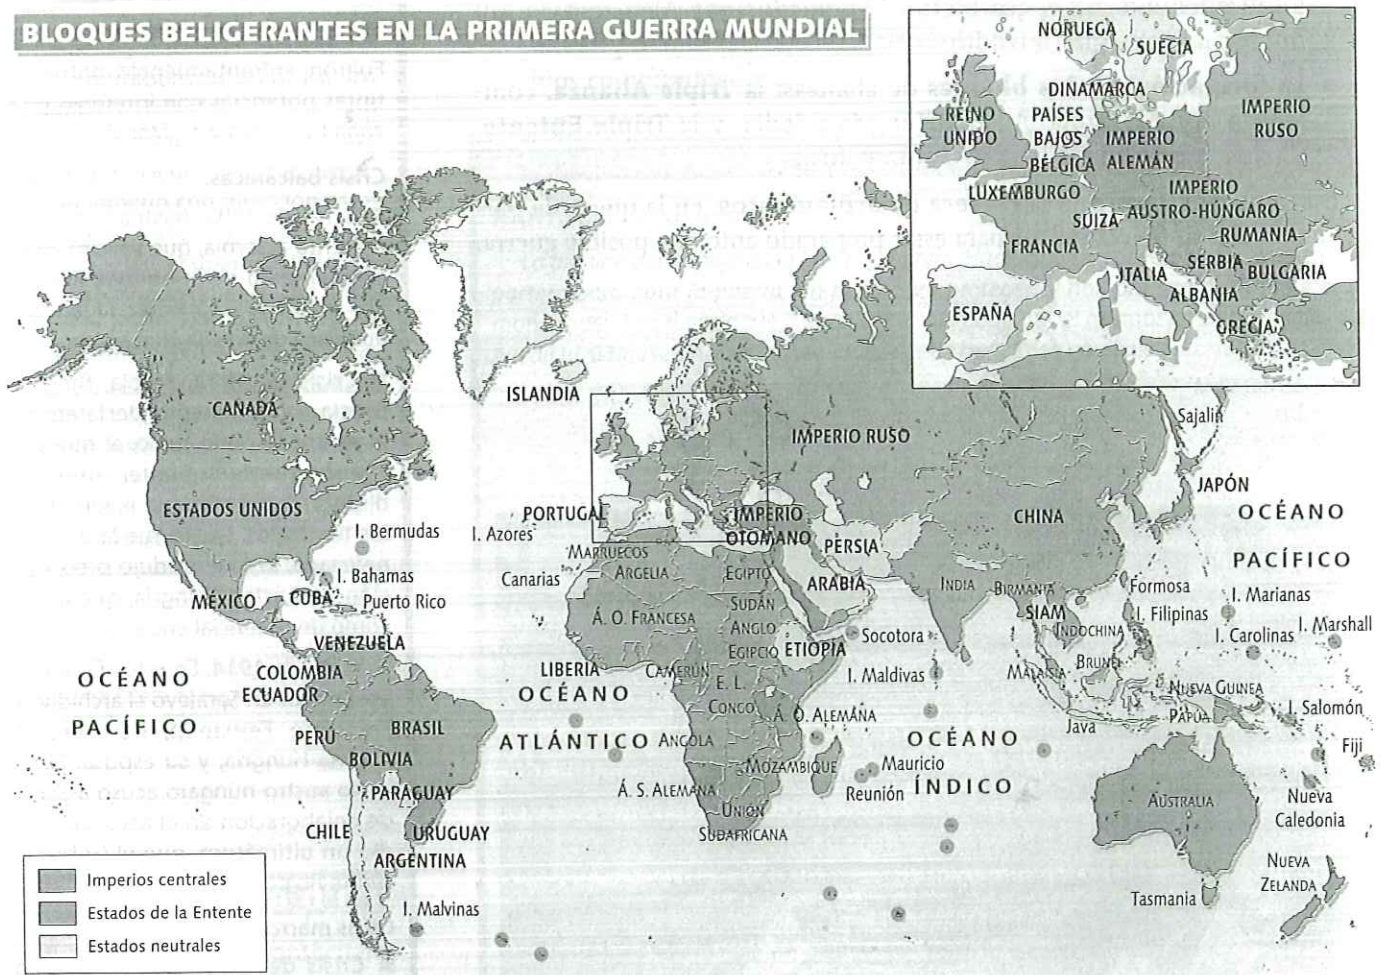 BLOQUES BELIGERANTES EN LA PRIMERA GUERRA MUNDIAL
NORUEGA
SUECIA
DINAMARCA
REINO
UNIDO
PAÍSES
BAJOS
IMPERIO
ALEMÁN
IMPERIO
RUSO
BÉLGICA
LUXEMBURGO
IMPERIO
AUSTRO-HÚNGARO
SUIZA
RUMANIA
FRANCIA
SERBIA
ITALIA
BULGARIA
ALBANIA
ESPAÑA
GRECIA
CANADÁ
ISLANDIA
IMPERIO RUSO
Sajalin
ESTADOS UNIDOS
PORTUGAL
I. Azores
I. Bermudas
IMPERIO
OTOMANO
PERSIA
CHINA
JAPÓN
OCÉANO
PACÍFICO
MARRUECOS
Canarias
ARGELIA
EGIPTO
ARABIA
INDIA
BIRMANIA
Formosa
I. Bahamas
MÉXICO
CUBA
Puerto Rico
Á. O. FRANCESA
SUDÁN
ANGLO
EGIPCIO
ETIOPÍA
Socotora
SIAM
INDOCHINA
I. Filipinas
I. Marianas
I. Carolinas
I. Marshall
VENEZUELA
COLOMBIA
ECUADOR
LIBERIA
CAMERÚN
E. L.
CONGO
I. Maldivas
MALASIA
BRUNEI
NUEVA GUINEA
PAPÚA
I. Salomón
Java
Fiji
OCÉANO
PACÍFICO
OCÉANO
ATLÁNTICO
PERÚ
BRASIL
BOLIVIA
ANGOLA
Á. O. ALEMANA
OCÉANO
ÍNDICO
MOZAMBIQUE
Mauricio
Reunión
PARAGUAY
Á. S. ALEMANA
UNIÓN
SUDAFRICANA
AUSTRALIA
Nueva
Caledonia
CHILE
URUGUAY
ARGENTINA
NUEVA
ZELANDA
Tasmania
I. Malvinas
Imperios centrales
Estados de la Entente
Estados neutrales